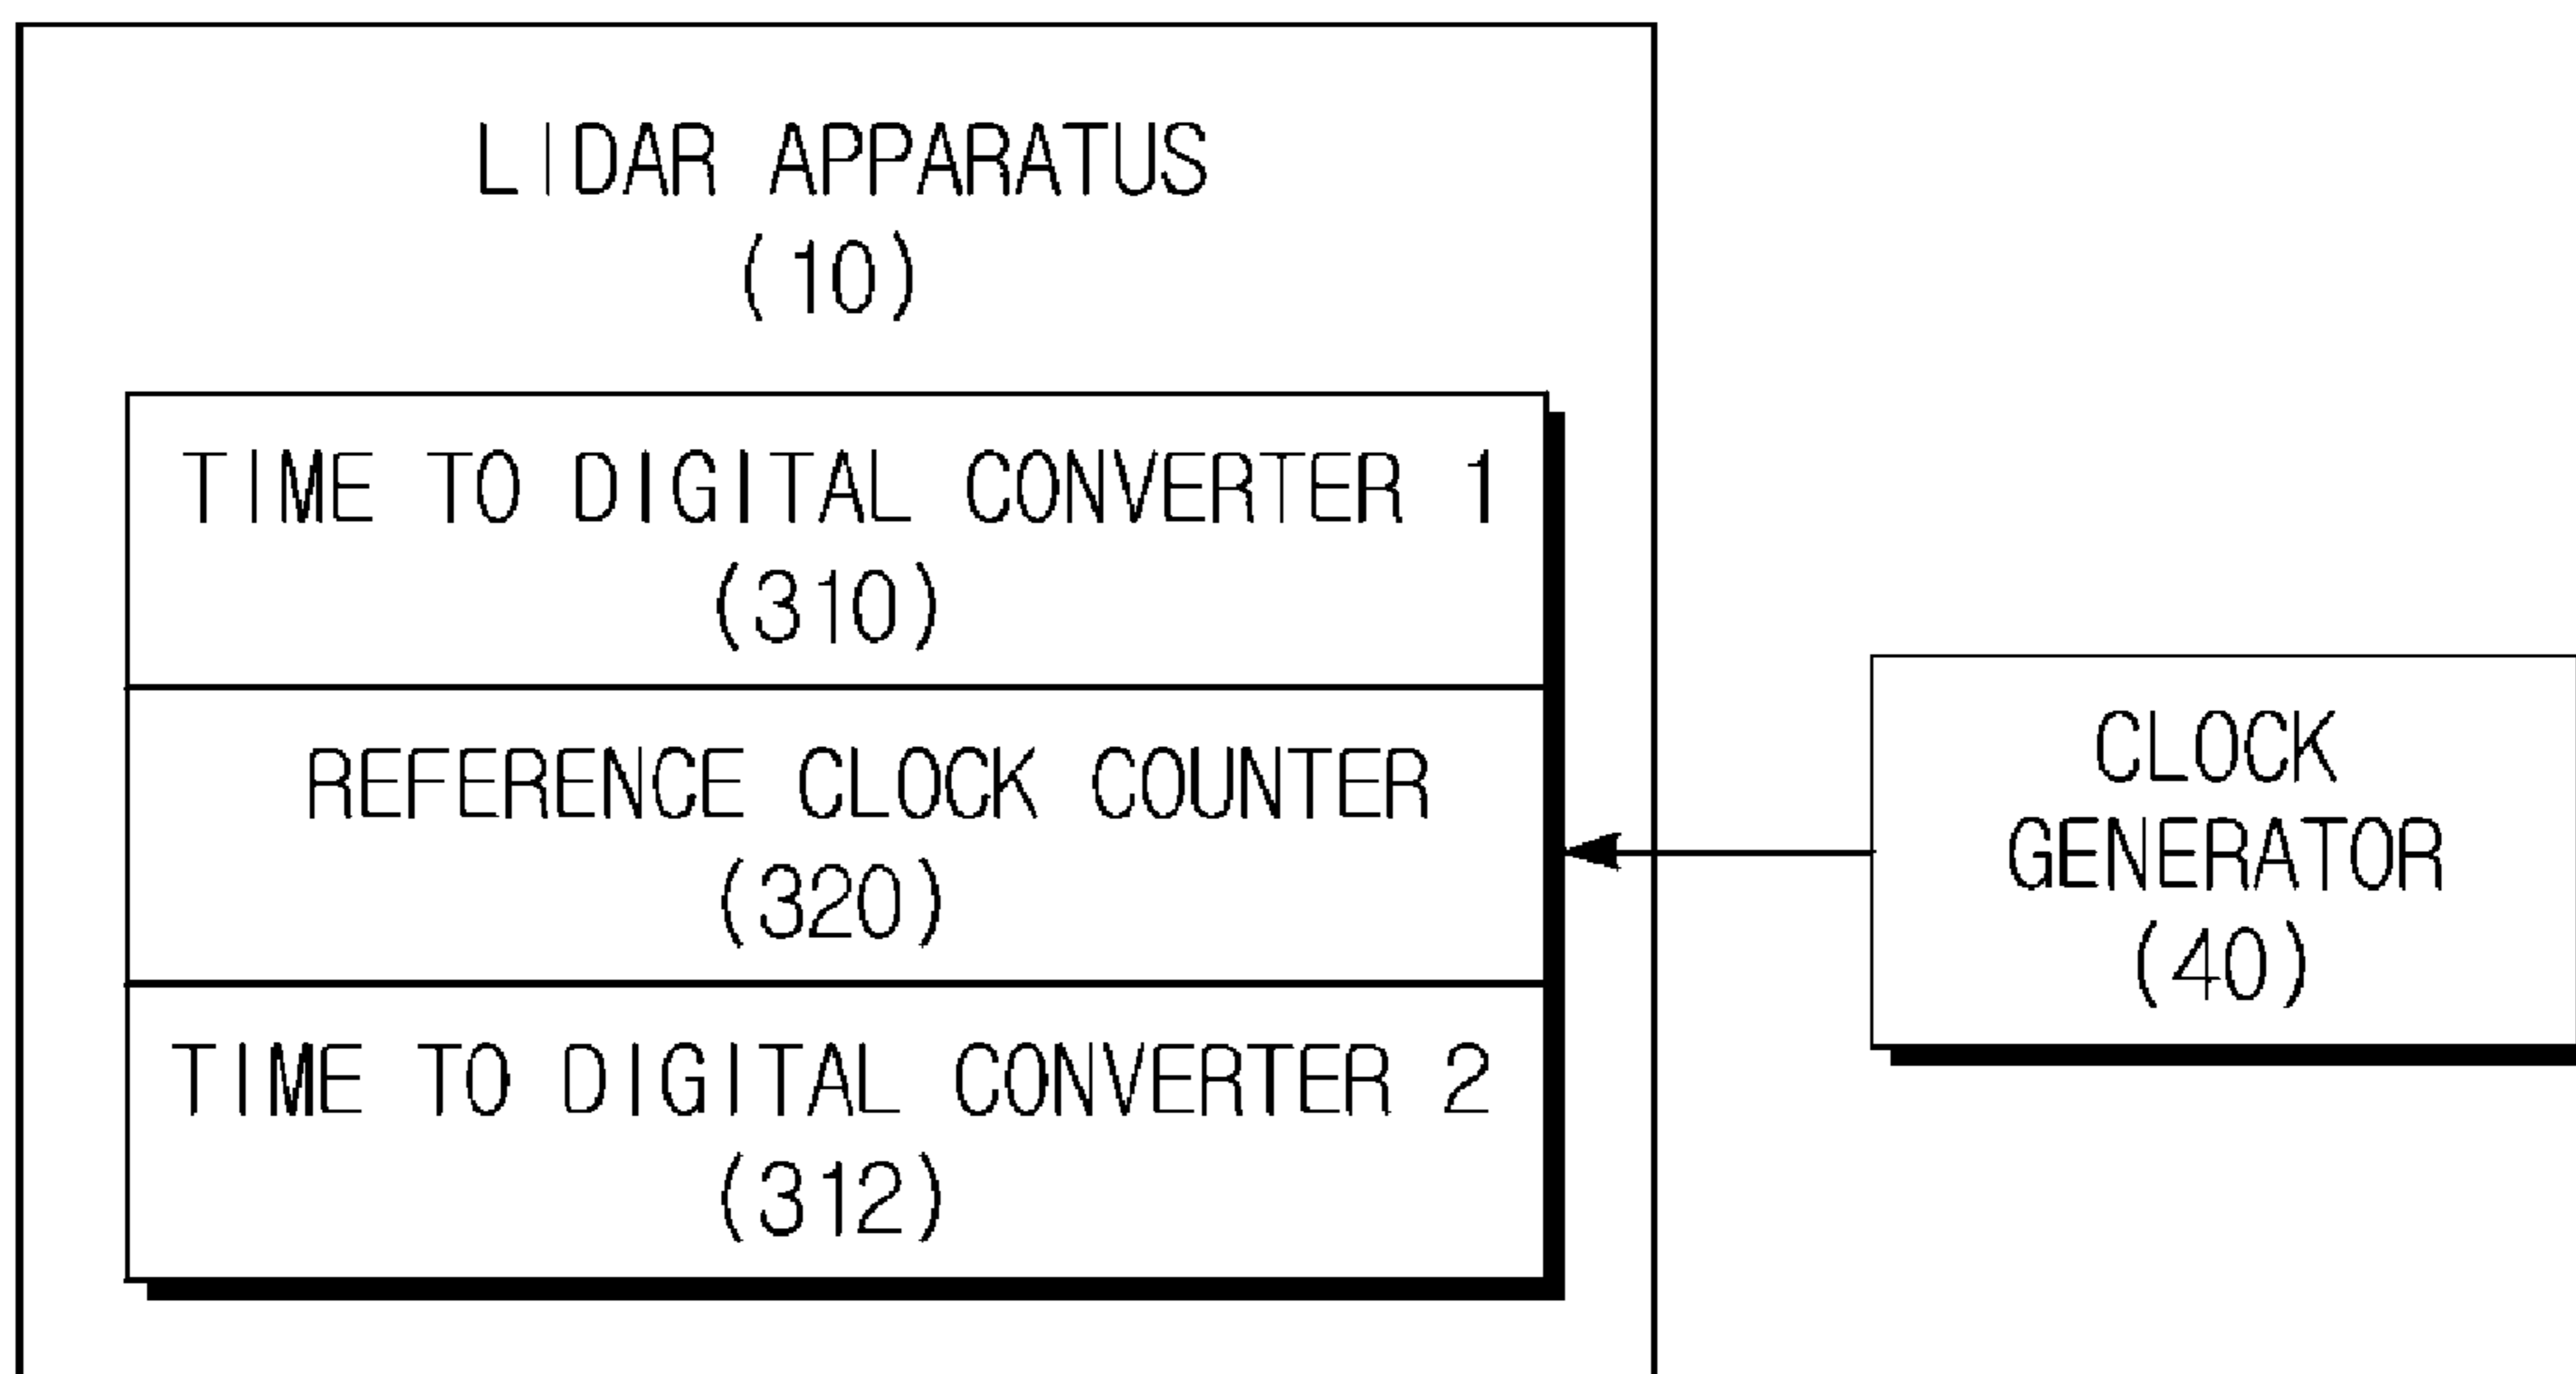 LIDAR APPARATUS
(10)
TIME TO DIGITAL CONVERTER 1
(310)
REFERENCE CLOCK COUNTER
(320)
TIME TO DIGITAL CONVERTER 2
(312)
CLOCK
GENERATOR
(40)